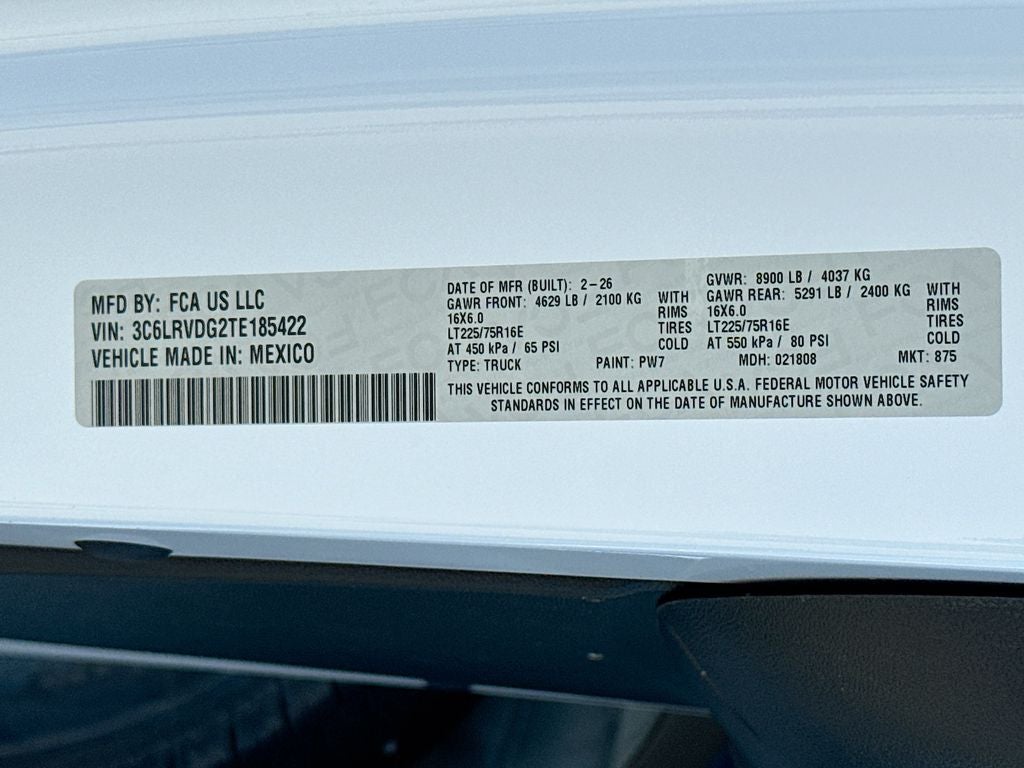 MFD BY: FCA US LLC
VIN: 3C6LRVDG2TE185422
VEHICLE MADE IN: MEXICO
DATE OF MFR (BUILT): 2-26
GAWR FRONT: 4629 LB / 2100 KG
16X6.0
LT225/75R16E
AT 450 kPa / 65 PSI
WITH
RIMS
TIRES
COLD
TYPE: TRUCK
PAINT: PW7
GVWR: 8900 LB / 4037 KG
GAWR REAR: 5291 LB / 2400 KG
16X6.0
LT225/75R16E
AT 550 kPa / 80 PSI
WITH
RIMS
TIRES
COLD
MDH: 021808
MKT: 875
THIS VEHICLE CONFORMS TO ALL APPLICABLE U.S.A. FEDERAL MOTOR VEHICLE SAFETY
STANDARDS IN EFFECT ON THE DATE OF MANUFACTURE SHOWN ABOVE.